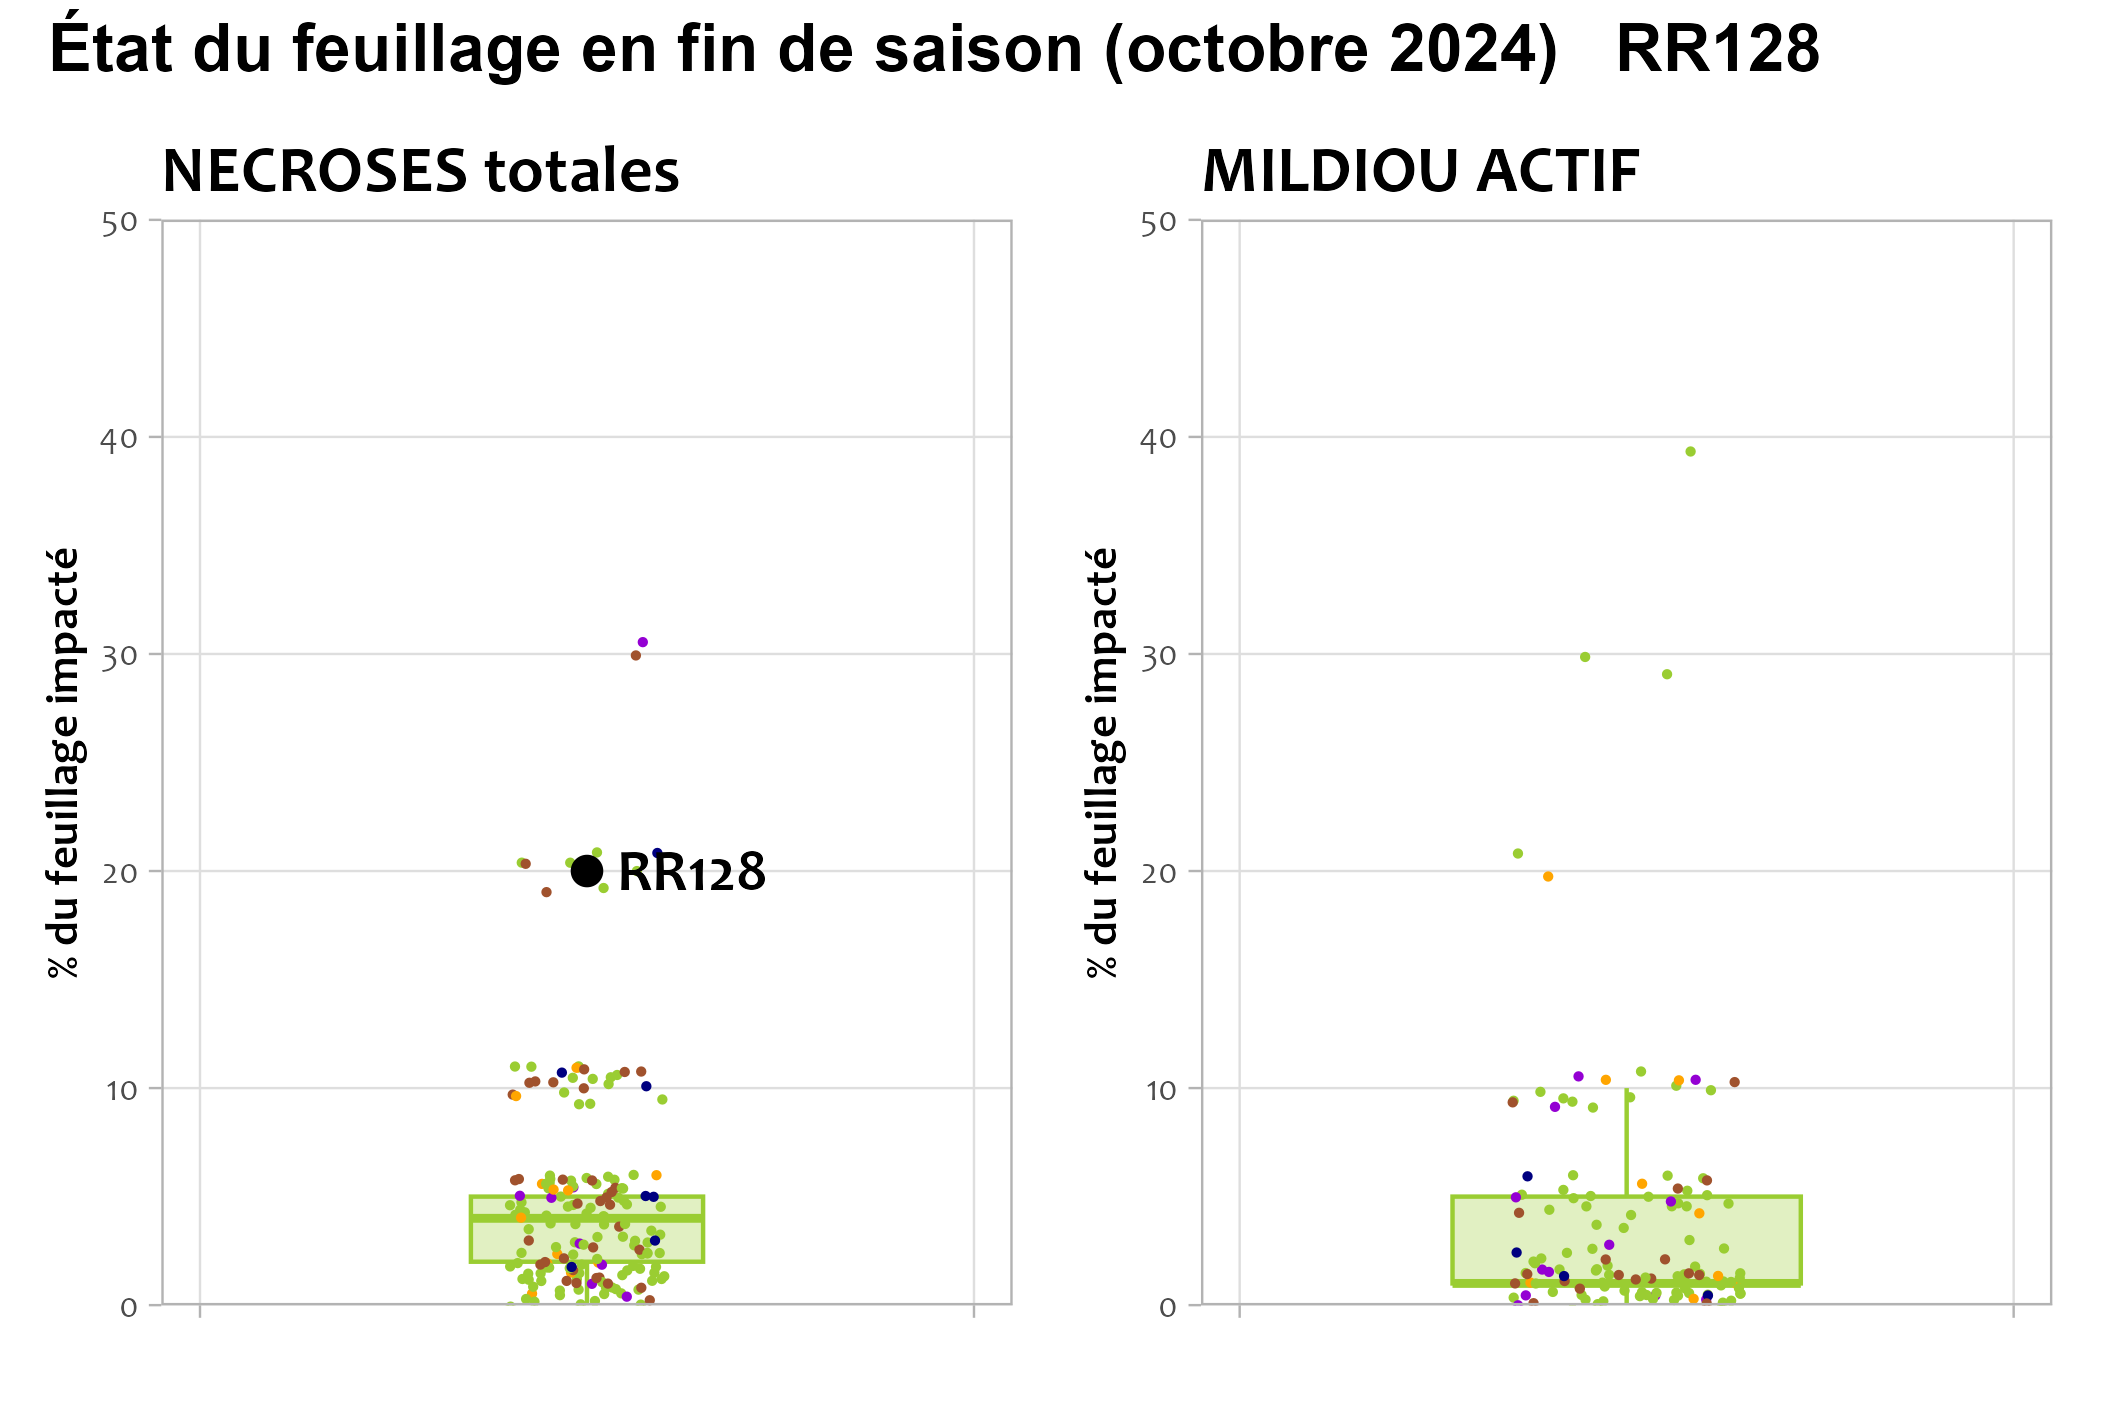 État du feuillage en fin de saison (octobre 2024) RR128
NECROSES totales
% du feuillage impacté
50
40
30
20
10
0
RR128
MILDIOU ACTIF
% du feuillage impacté
50
40
30
20
10
0